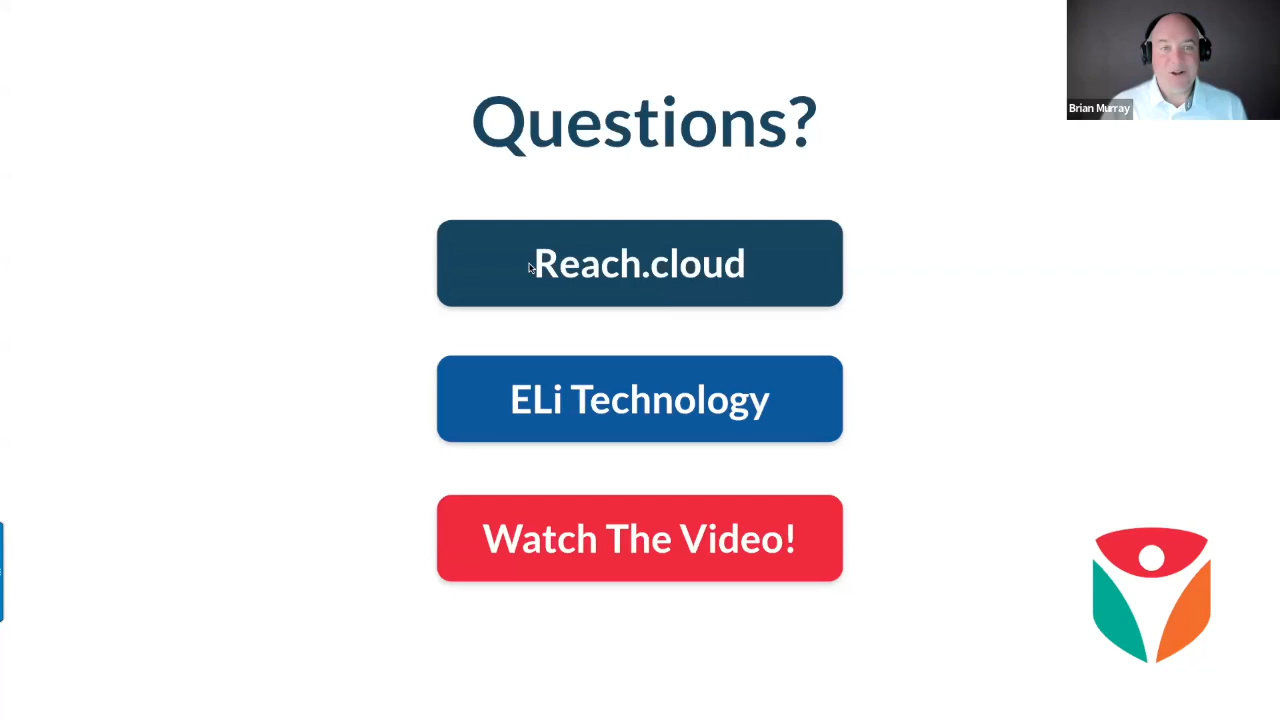 Brian Murray
Questions?
Reach.cloud
ELi Technology
Watch The Video!